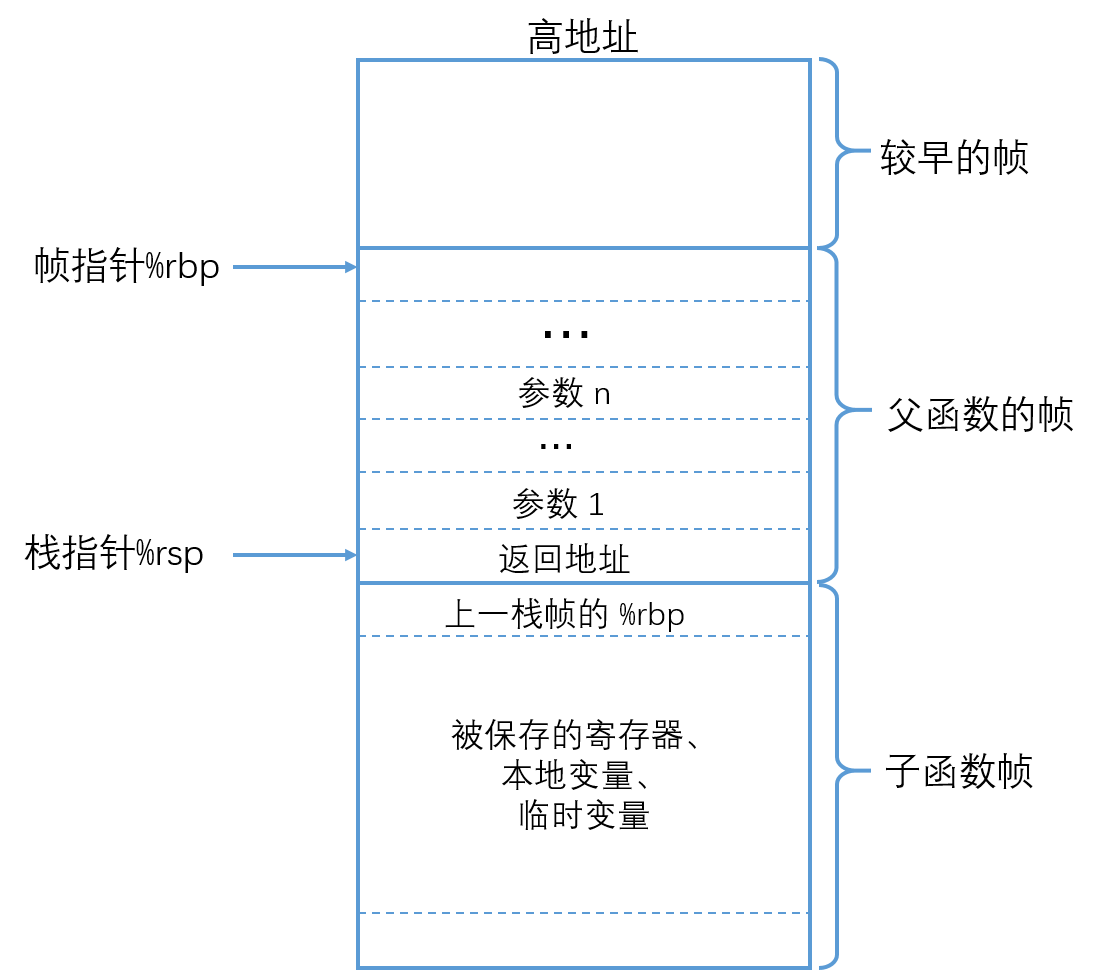 高地址
较早的帧
帧指针%rbp
...
参数 n
父函数的帧
...
参数 1
栈指针%rsp
返回地址
上一栈帧的 %rbp
被保存的寄存器、
本地变量、
子函数帧
临时变量